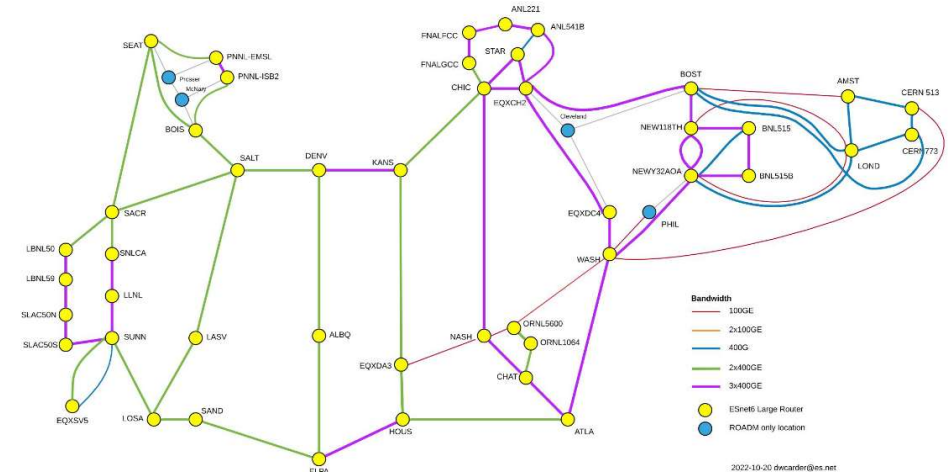 ANL221
FNALFCC
ANL541B
SEAT
STAR
PNNL-EMSL
FNALGCC
Prosser
PNNL-ISB2
McNary
CHIC
EQXCH2
BOST
AMST
CERN 513
Cleveland
BOIS
NEW118TH
BNL515
CERN773
SALT
DENV
KANS
LOND
NEWY32AOA
BNL515B
SACR
EQXDC4
PHIL
LBNL50
SNLCA
WASH
LBNL59
LLNL
SLAC50N
SLAC50S
SUNN
LASV
ALBQ
NASH
ORNL5600
ORNL1064
EQXDA3
CHAT
EQXSV5
LOSA
SAND
HOUS
ATLA
ELPA
Bandwidth
100GE
2x100GE
400G
2x400GE
3x400GE
ESnet6 Large Router
ROADM only location
2022-10-20 dwcarder@es.net